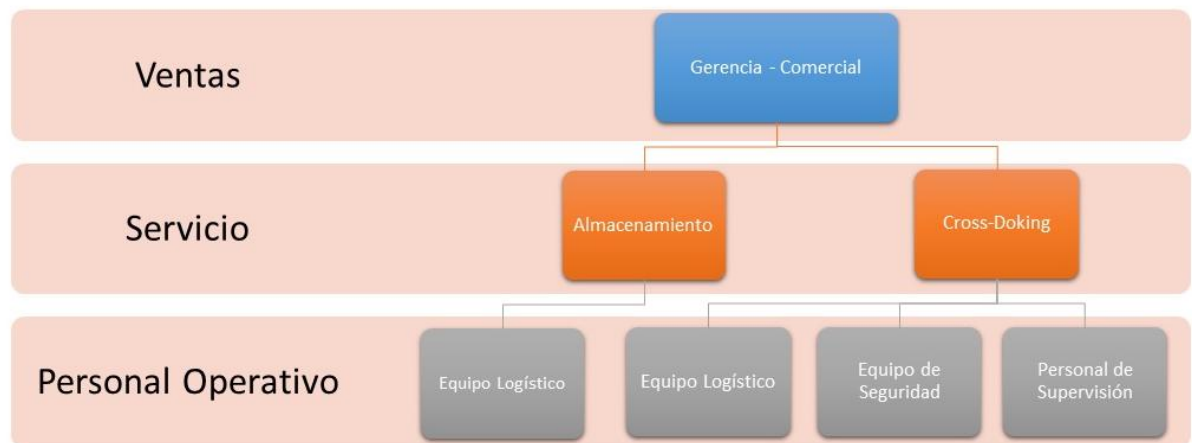 Ventas
Gerencia - Comercial
Servicio
Almacenamiento
Cross-Doking
Personal Operativo
Equipo Logístico
Equipo Logístico
Equipo de
Seguridad
Personal de
Supervisión